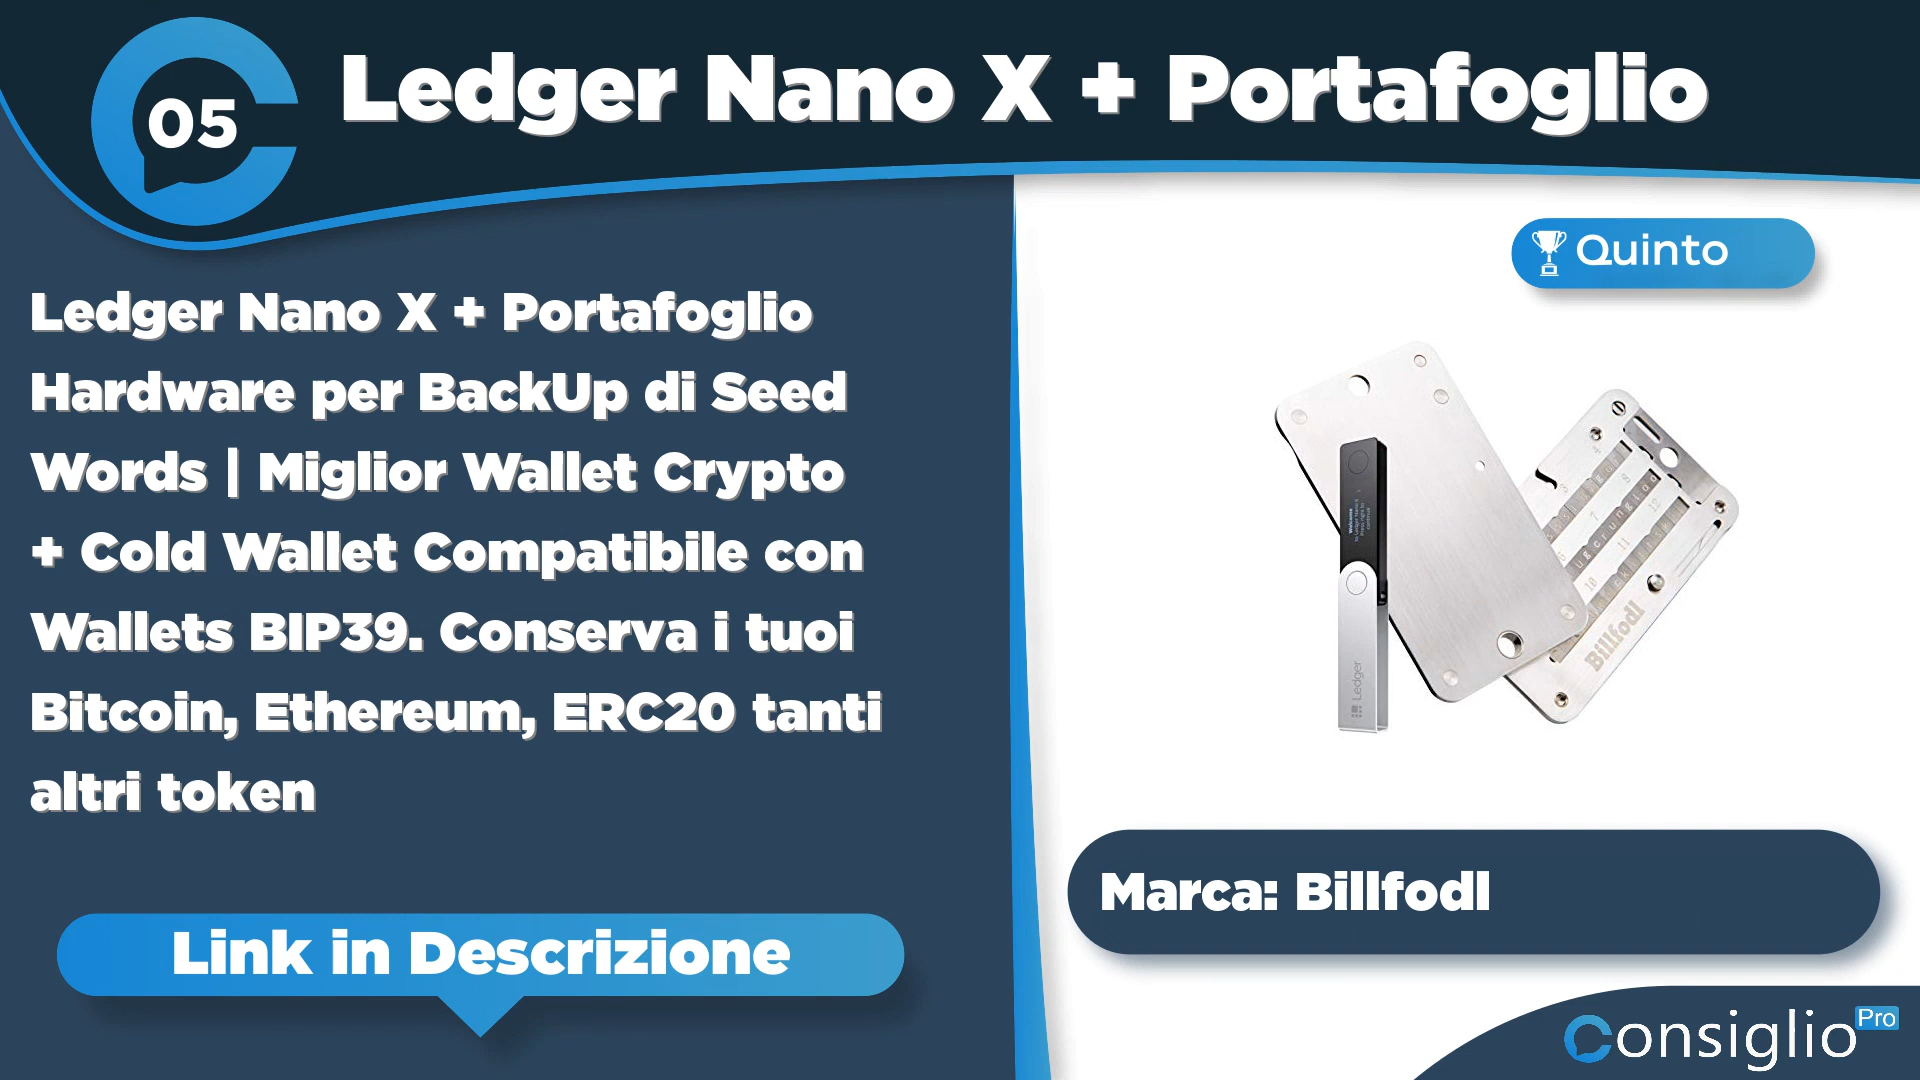 05
Ledger Nano X + Portafoglio
Quinto
Ledger Nano X + Portafoglio
Hardware per BackUp di Seed
Words | Miglior Wallet Crypto
+ Cold Wallet Compatibile con
Wallets BIP39. Conserva i tuoi
Bitcoin, Ethereum, ERC20 tanti
altri token
Ledger
Billfodl
Marca: Billfodl
Link in Descrizione
Consiglio Pro